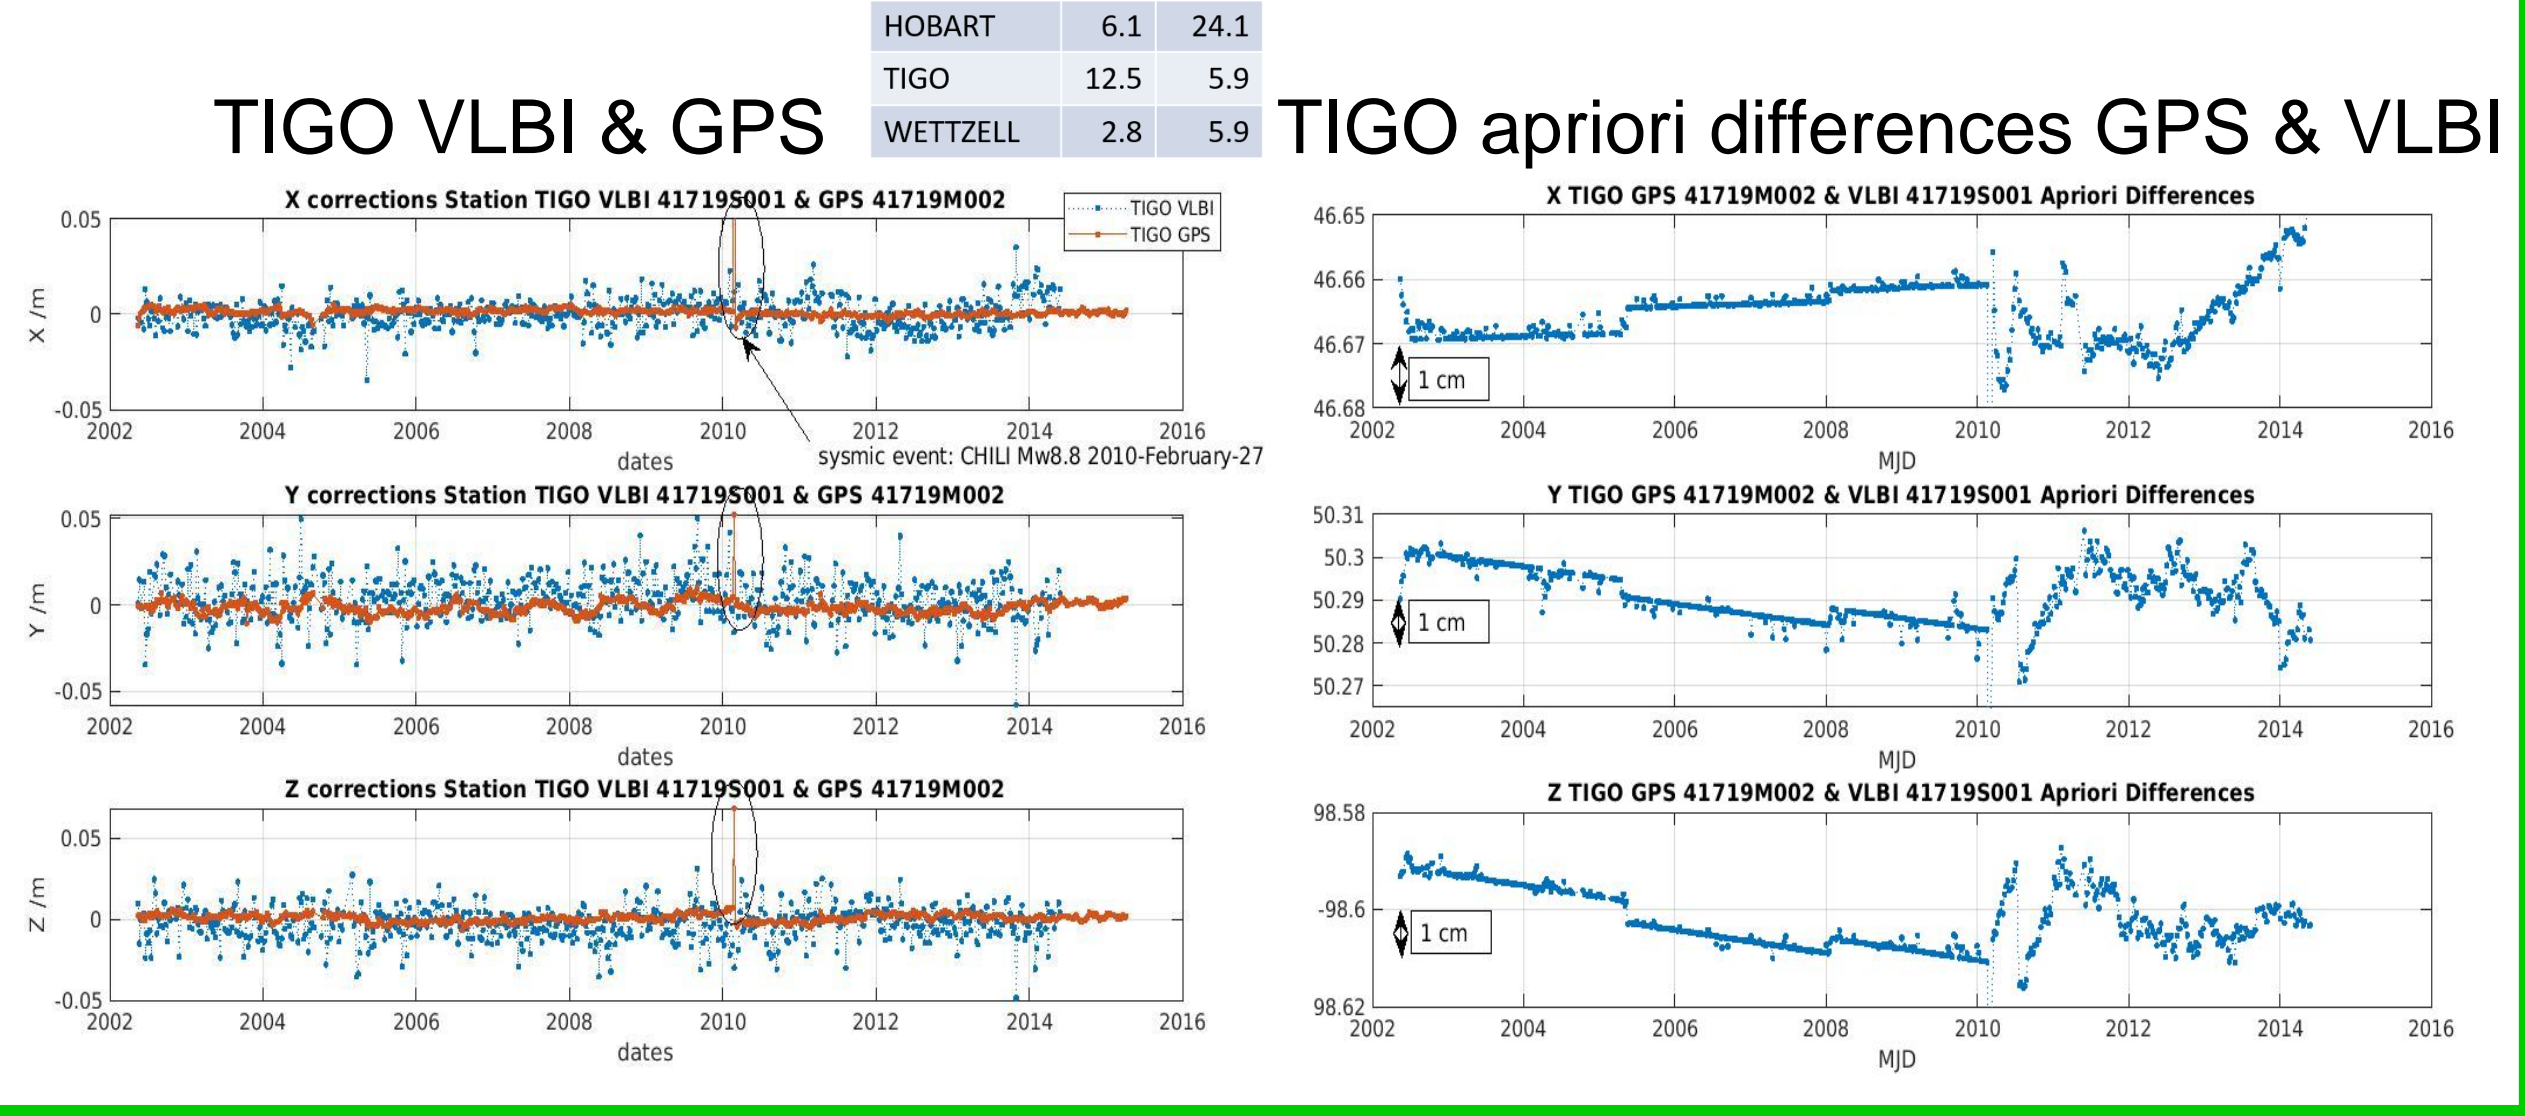 HOBART 6.1 24.1
TIGO 12.5 5.9
WETTZELL 2.8 5.9
TIGO VLBI & GPS
TIGO apriori differences GPS & VLBI
X corrections Station TIGO VLBI 41719S001 & GPS 41719M002
TIGO VLBI
TIGO GPS
0.05
0
-0.05
X /m
2002 2004 2006 2008 2010 2012 2014 2016
dates
sysmic event: CHILI Mw8.8 2010-February-27
Y corrections Station TIGO VLBI 41719S001 & GPS 41719M002
0.05
0
-0.05
Y /m
2002 2004 2006 2008 2010 2012 2014 2016
dates
Z corrections Station TIGO VLBI 41719S001 & GPS 41719M002
0.05
0
-0.05
Z /m
2002 2004 2006 2008 2010 2012 2014 2016
dates
X TIGO GPS 41719M002 & VLBI 41719S001 Apriori Differences
46.65
46.66
46.67
46.68
1 cm
2002 2004 2006 2008 2010 2012 2014 2016
MJD
Y TIGO GPS 41719M002 & VLBI 41719S001 Apriori Differences
50.31
50.3
50.29
50.28
50.27
1 cm
2002 2004 2006 2008 2010 2012 2014 2016
MJD
Z TIGO GPS 41719M002 & VLBI 41719S001 Apriori Differences
98.58
-98.6
98.62
1 cm
2002 2004 2006 2008 2010 2012 2014 2016
MJD